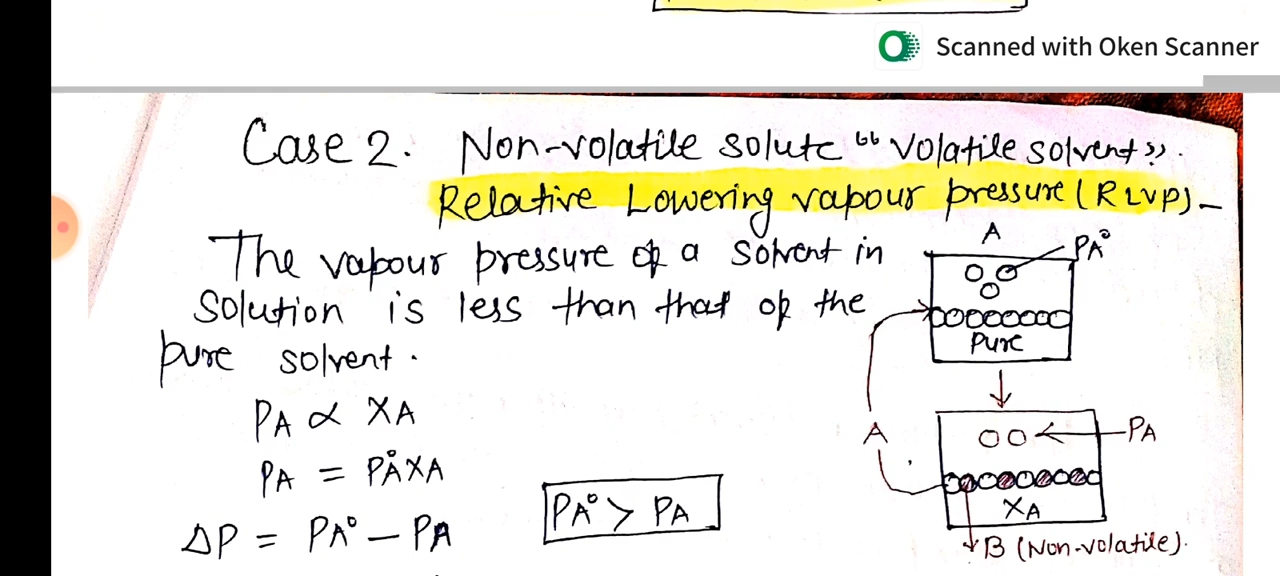 Scanned with Oken Scanner
Case 2. Non-volatile solute “ Volatile solvent ”.
Relative Lowering vapour pressure (RLVP) –
The vapour pressure of a solvent in
solution is less than that of the
pure solvent.
PA ∝ XA
PA = PA° XA
ΔP = PA° – PA
PA° > PA
A
PA°
Pure
A
PA
XA
B (Non-volatile).